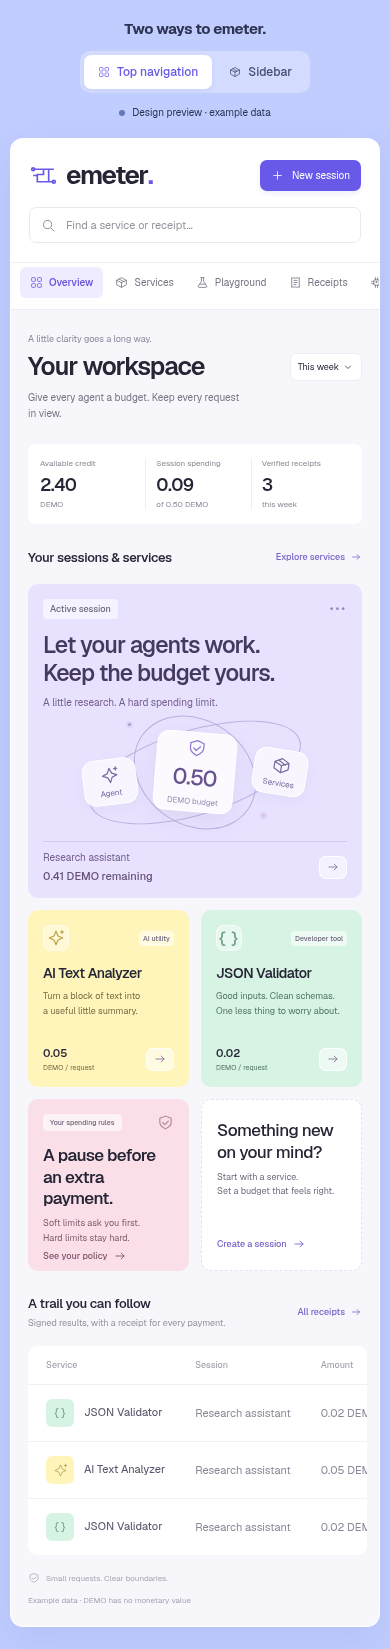 Two ways to emeter.
Top navigation
Sidebar
Design preview · example data
emeter.
New session
Find a service or receipt...
Overview
Services
Playground
Receipts
A little clarity goes a long way.
Your workspace
This week
Give every agent a budget. Keep every request
in view.
Available credit
Session spending
Verified receipts
2.40
0.09
3
DEMO
of 0.50 DEMO
this week
Your sessions & services
Explore services
Active session
Let your agents work.
Keep the budget yours.
A little research. A hard spending limit.
Agent
0.50
DEMO budget
Services
Research assistant
0.41 DEMO remaining
AI utility
AI Text Analyzer
Turn a block of text into
a useful little summary.
0.05
DEMO / request
Developer tool
JSON Validator
Good inputs. Clean schemas.
One less thing to worry about.
0.02
DEMO / request
Your spending rules
A pause before
an extra
payment.
Soft limits ask you first.
Hard limits stay hard.
See your policy
Something new
on your mind?
Start with a service.
Set a budget that feels right.
Create a session
A trail you can follow
Signed results, with a receipt for every payment.
All receipts
Service
Session
Amount
JSON Validator
Research assistant
0.02 DEM
AI Text Analyzer
Research assistant
0.05 DEM
JSON Validator
Research assistant
0.02 DEM
Small requests. Clear boundaries.
Example data · DEMO has no monetary value